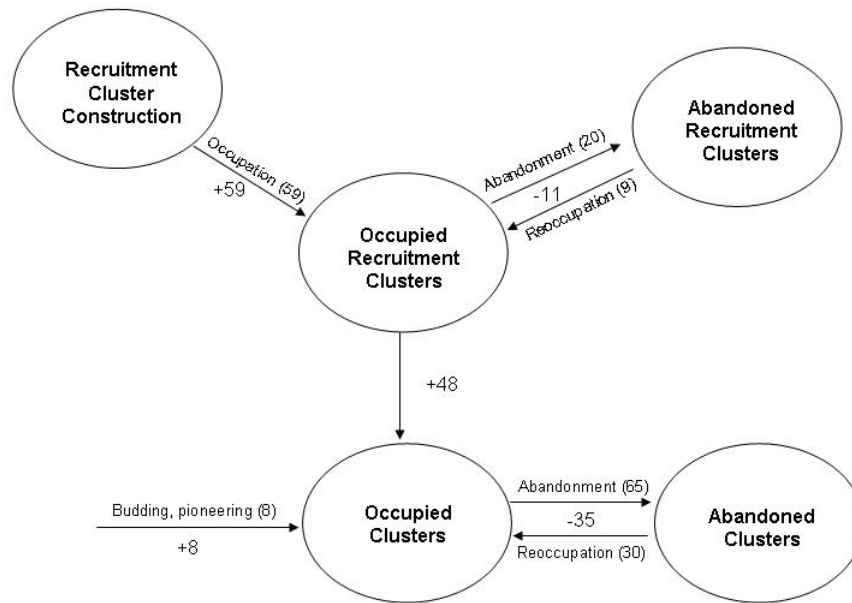 Recruitment
Cluster
Construction
Occupation (59)
+59
Abandonment (20)
-11
Reoccupation (9)
Abandoned
Recruitment
Clusters
Occupied
Recruitment
Clusters
+48
Budding, pioneering (8)
+8
Occupied
Clusters
Abandonment (65)
-35
Reoccupation (30)
Abandoned
Clusters